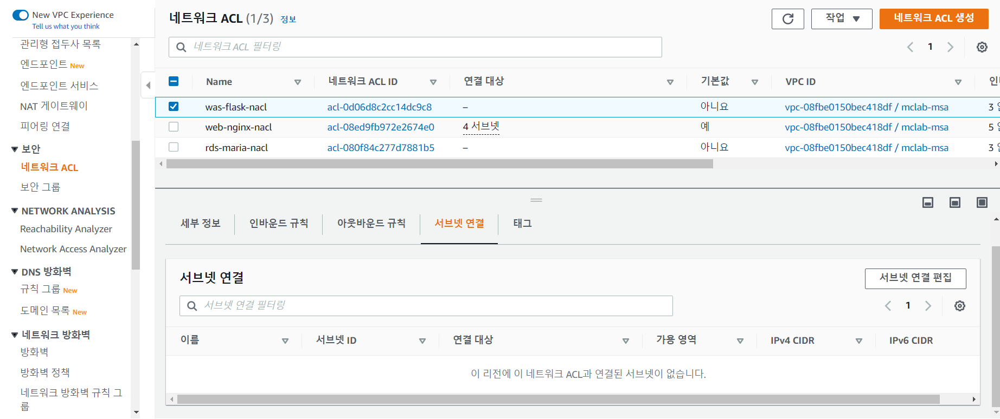 New VPC Experience
Tell us what you think
관리형 접두사 목록
엔드포인트 New
엔드포인트 서비스
NAT 게이트웨이
피어링 연결
보안
네트워크 ACL
보안 그룹
NETWORK ANALYSIS
Reachability Analyzer
Network Access Analyzer
DNS 방화벽
규칙 그룹 New
도메인 목록 New
네트워크 방화벽
방화벽
방화벽 정책
네트워크 방화벽 규칙 그
룹
네트워크 ACL (1/3) 정보
작업
네트워크 ACL 생성
네트워크 ACL 필터링
1
Name 네트워크 ACL ID 연결 대상 기본값 VPC ID
was-flask-nacl acl-0d06d8c2cc14dc9c8 – 아니요 vpc-08fbe0150bec418df / mclab-msa 3
web-nginx-nacl acl-08ed9fb972e2674e0 4 서브넷 예 vpc-08fbe0150bec418df / mclab-msa 5
rds-maria-nacl acl-080f84c277d7881b5 – 아니요 vpc-08fbe0150bec418df / mclab-msa 3
세부 정보 인바운드 규칙 아웃바운드 규칙 서브넷 연결 태그
서브넷 연결
서브넷 연결 편집
서브넷 연결 필터링
1
이름 서브넷 ID 연결 대상 가용 영역 IPv4 CIDR IPv6 CIDR
이 리전에 이 네트워크 ACL과 연결된 서브넷이 없습니다.